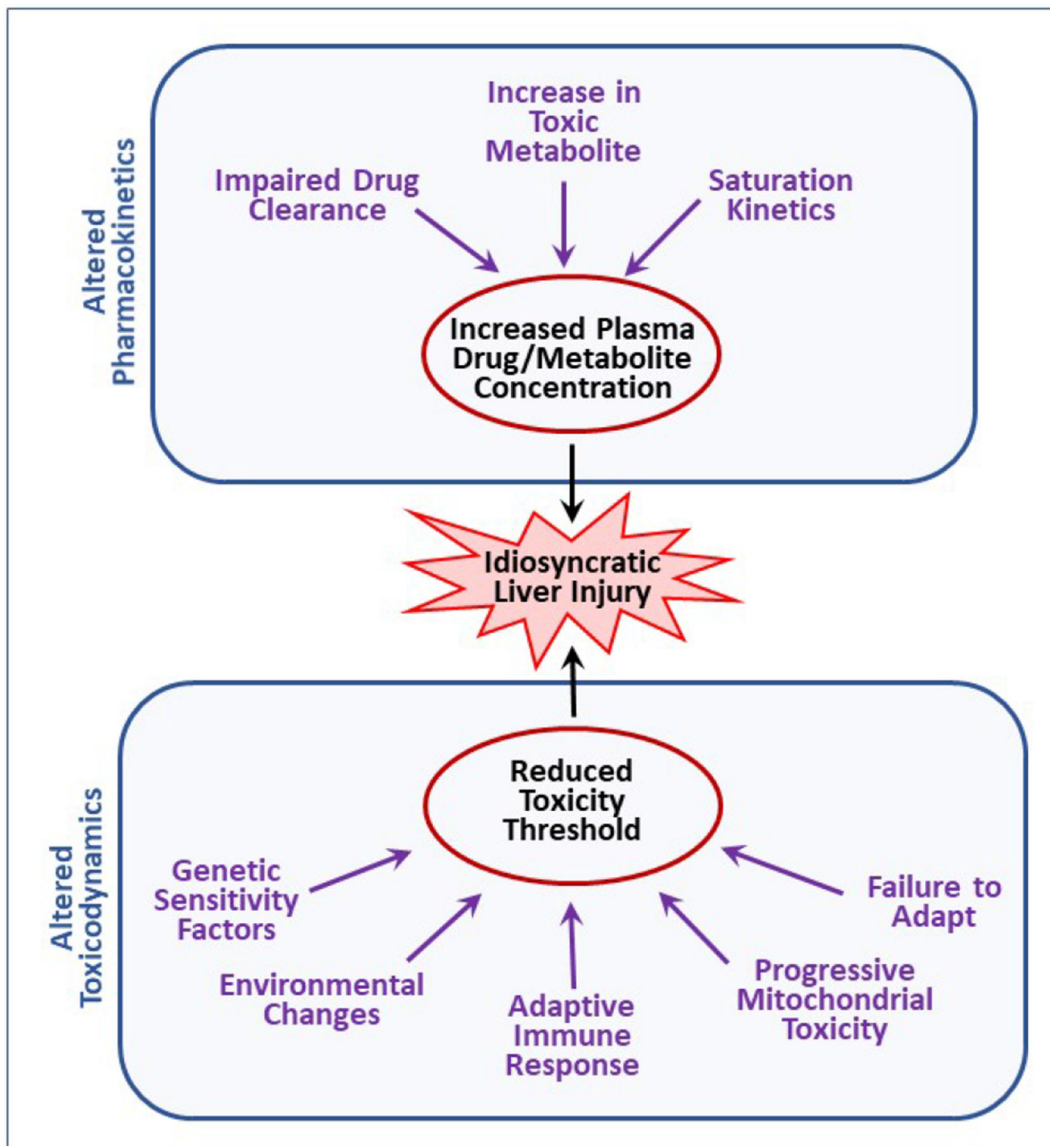 Altered
Pharmacokinetics
Increase in
Toxic
Metabolite
Impaired Drug
Clearance
Saturation
Kinetics
Increased Plasma
Drug/Metabolite
Concentration
Idiosyncratic
Liver Injury
Altered
Toxicodynamics
Reduced
Toxicity
Threshold
Genetic
Sensitivity
Factors
Environmental
Changes
Adaptive
Immune
Response
Progressive
Mitochondrial
Toxicity
Failure to
Adapt